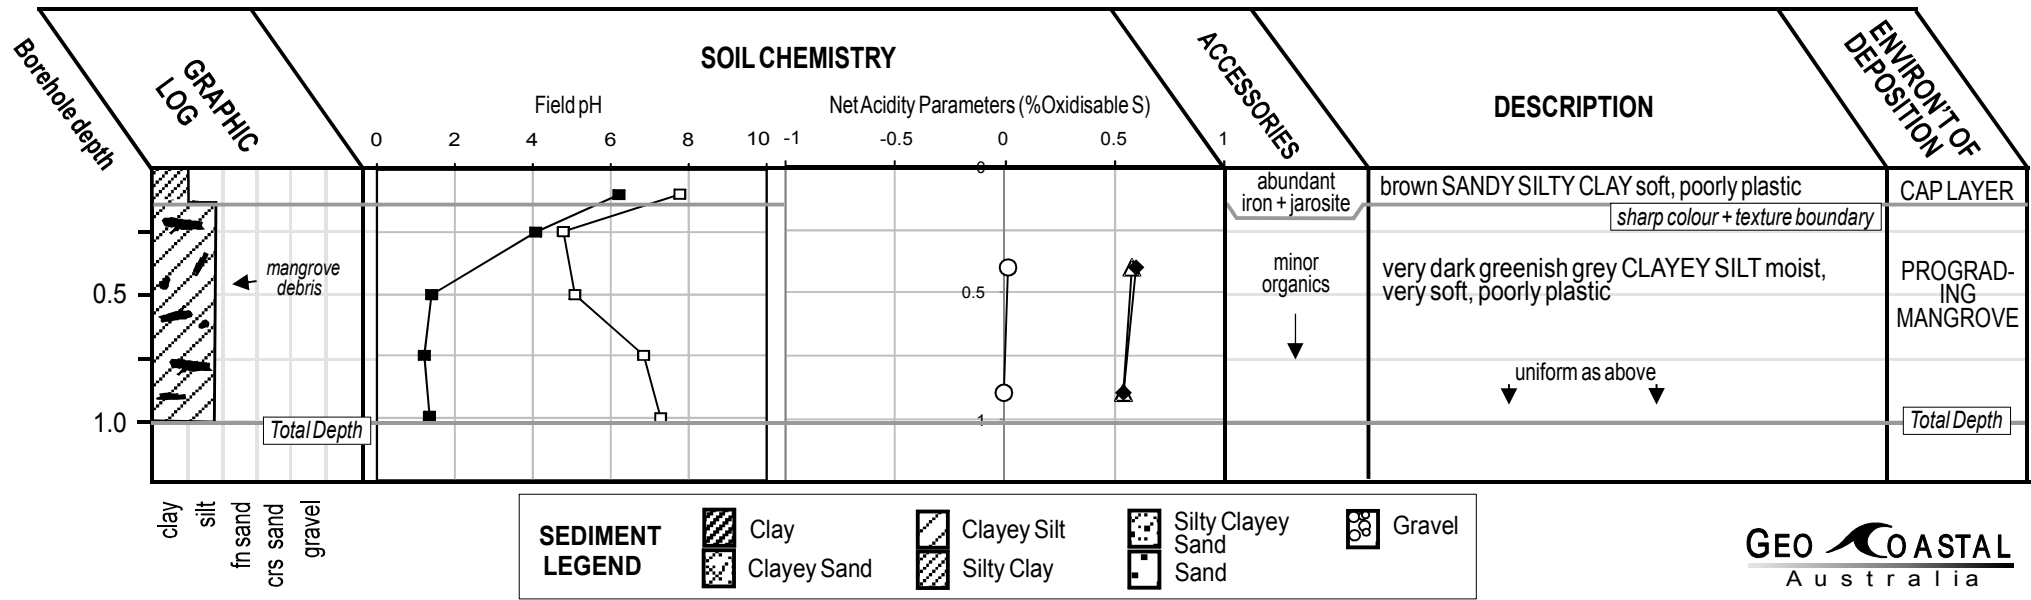 Borehole depth
GRAPHIC
LOG
SOIL CHEMISTRY
Field pH
Net Acidity Parameters (%Oxidisable S)
0 2 4 6 8 10
-1 -0.5 0 0.5 1
ACCESSORIES
DESCRIPTION
ENVIRON'T OF
DEPOSITION
0
abundant
iron + jarosite
brown SANDY SILTY CLAY soft, poorly plastic
CAP LAYER
sharp colour + texture boundary
mangrove
debris
0.5
0.5
minor
organics
very dark greenish grey CLAYEY SILT moist,
very soft, poorly plastic
PROGRAD-
ING
MANGROVE
uniform as above
1.0
Total Depth
1
Total Depth
clay
silt
fn sand
crs sand
gravel
SEDIMENT
LEGEND
Clay
Clayey Sand
Clayey Silt
Silty Clay
Silty Clayey
Sand
Sand
Gravel
GEO COASTAL
Australia